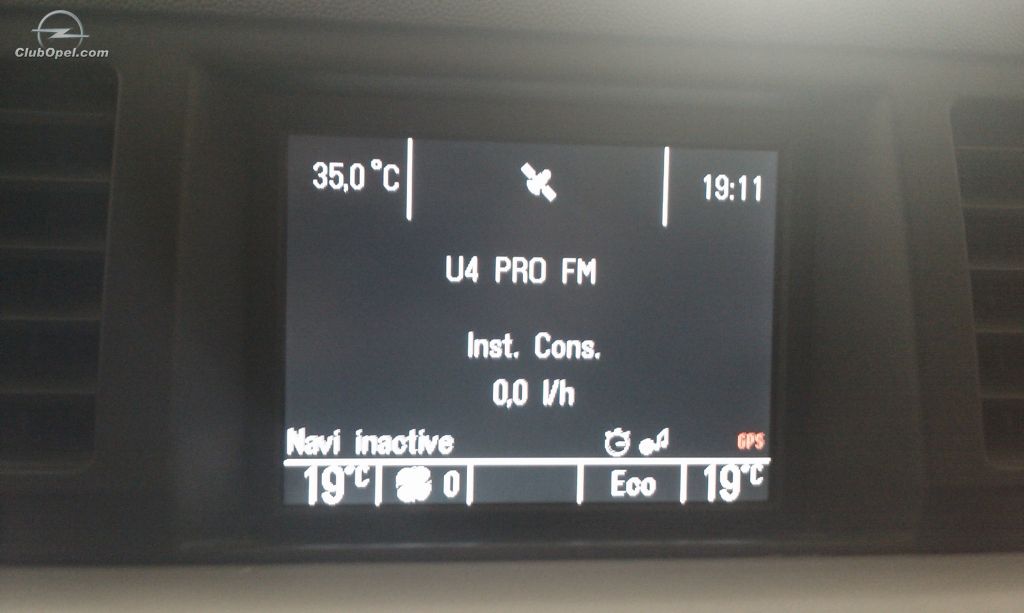 ClubOpel.com
35,0 °C
19:11
U4 PRO FM
Inst. Cons.
0,0 l/h
Navi inactive
GPS
19°C 0 Eco 19°C